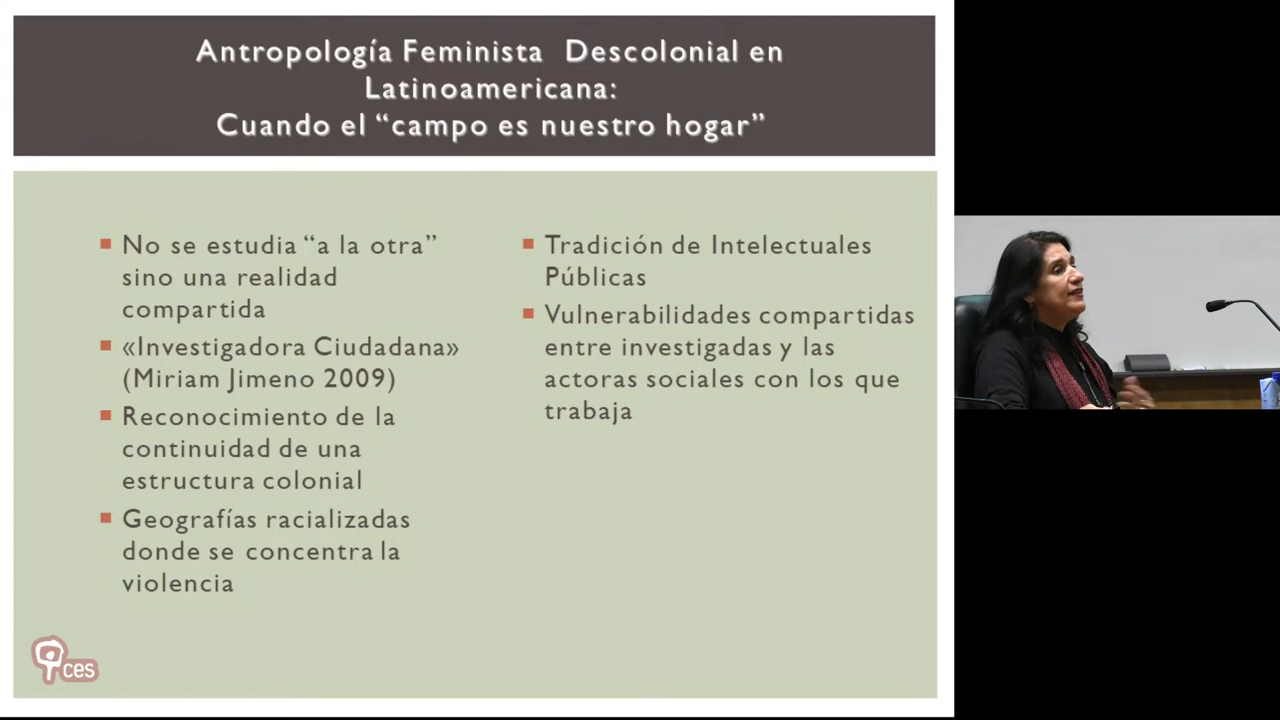 Antropología Feminista Descolonial en
Latinoamericana:
Cuando el “campo es nuestro hogar”
No se estudia “a la otra”
sino una realidad
compartida
«Investigadora Ciudadana»
(Miriam Jimeno 2009)
Reconocimiento de la
continuidad de una
estructura colonial
Geografías racializadas
donde se concentra la
violencia
Tradición de Intelectuales
Públicas
Vulnerabilidades compartidas
entre investigadas y las
actoras sociales con los que
trabaja
ces